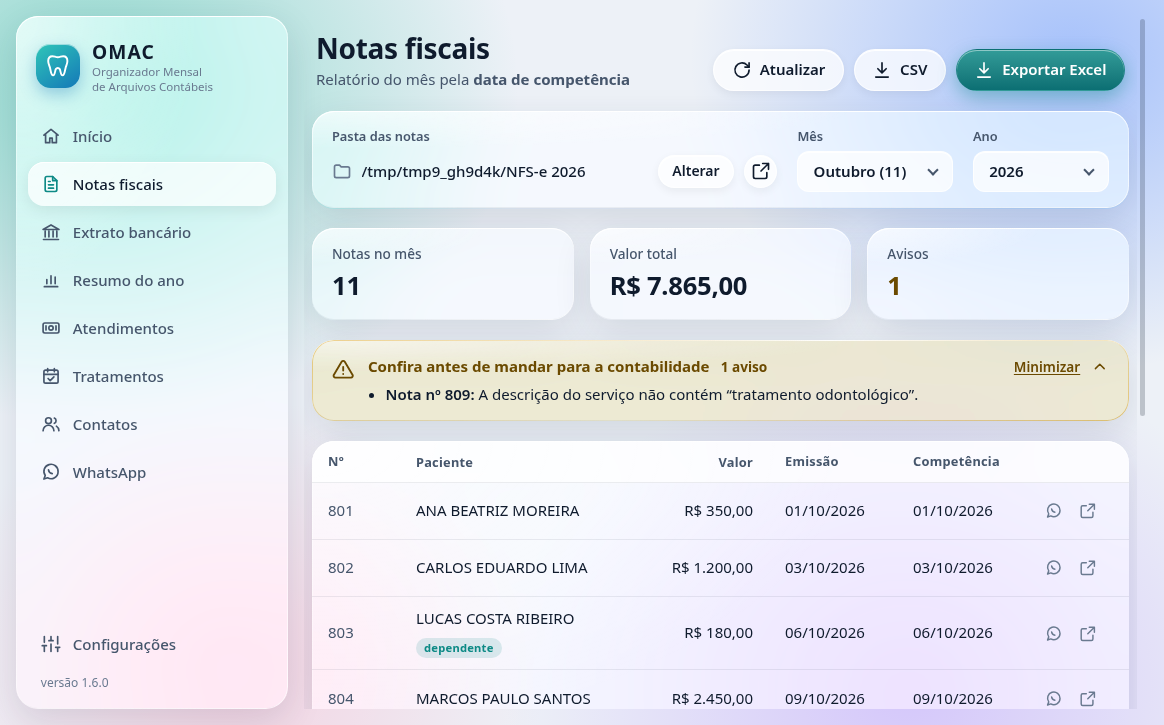 OMAC
Organizador Mensal
de Arquivos Contábeis
Início
Notas fiscais
Extrato bancário
Resumo do ano
Atendimentos
Tratamentos
Contatos
WhatsApp
Configurações
versão 1.6.0
Notas fiscais
Relatório do mês pela data de competência
Atualizar
CSV
Exportar Excel
Pasta das notas
Mês
Ano
/tmp/tmp9_gh9d4k/NFS-e 2026
Alterar
Outubro (11)
2026
Notas no mês
11
Valor total
R$ 7.865,00
Avisos
1
Confira antes de mandar para a contabilidade 1 aviso
Minimizar
• Nota nº 809: A descrição do serviço não contém “tratamento odontológico”.
Nº Paciente Valor Emissão Competência
801 ANA BEATRIZ MOREIRA R$ 350,00 01/10/2026 01/10/2026
802 CARLOS EDUARDO LIMA R$ 1.200,00 03/10/2026 03/10/2026
803 LUCAS COSTA RIBEIRO R$ 180,00 06/10/2026 06/10/2026
dependente
804 MARCOS PAULO SANTOS R$ 2.450,00 09/10/2026 09/10/2026